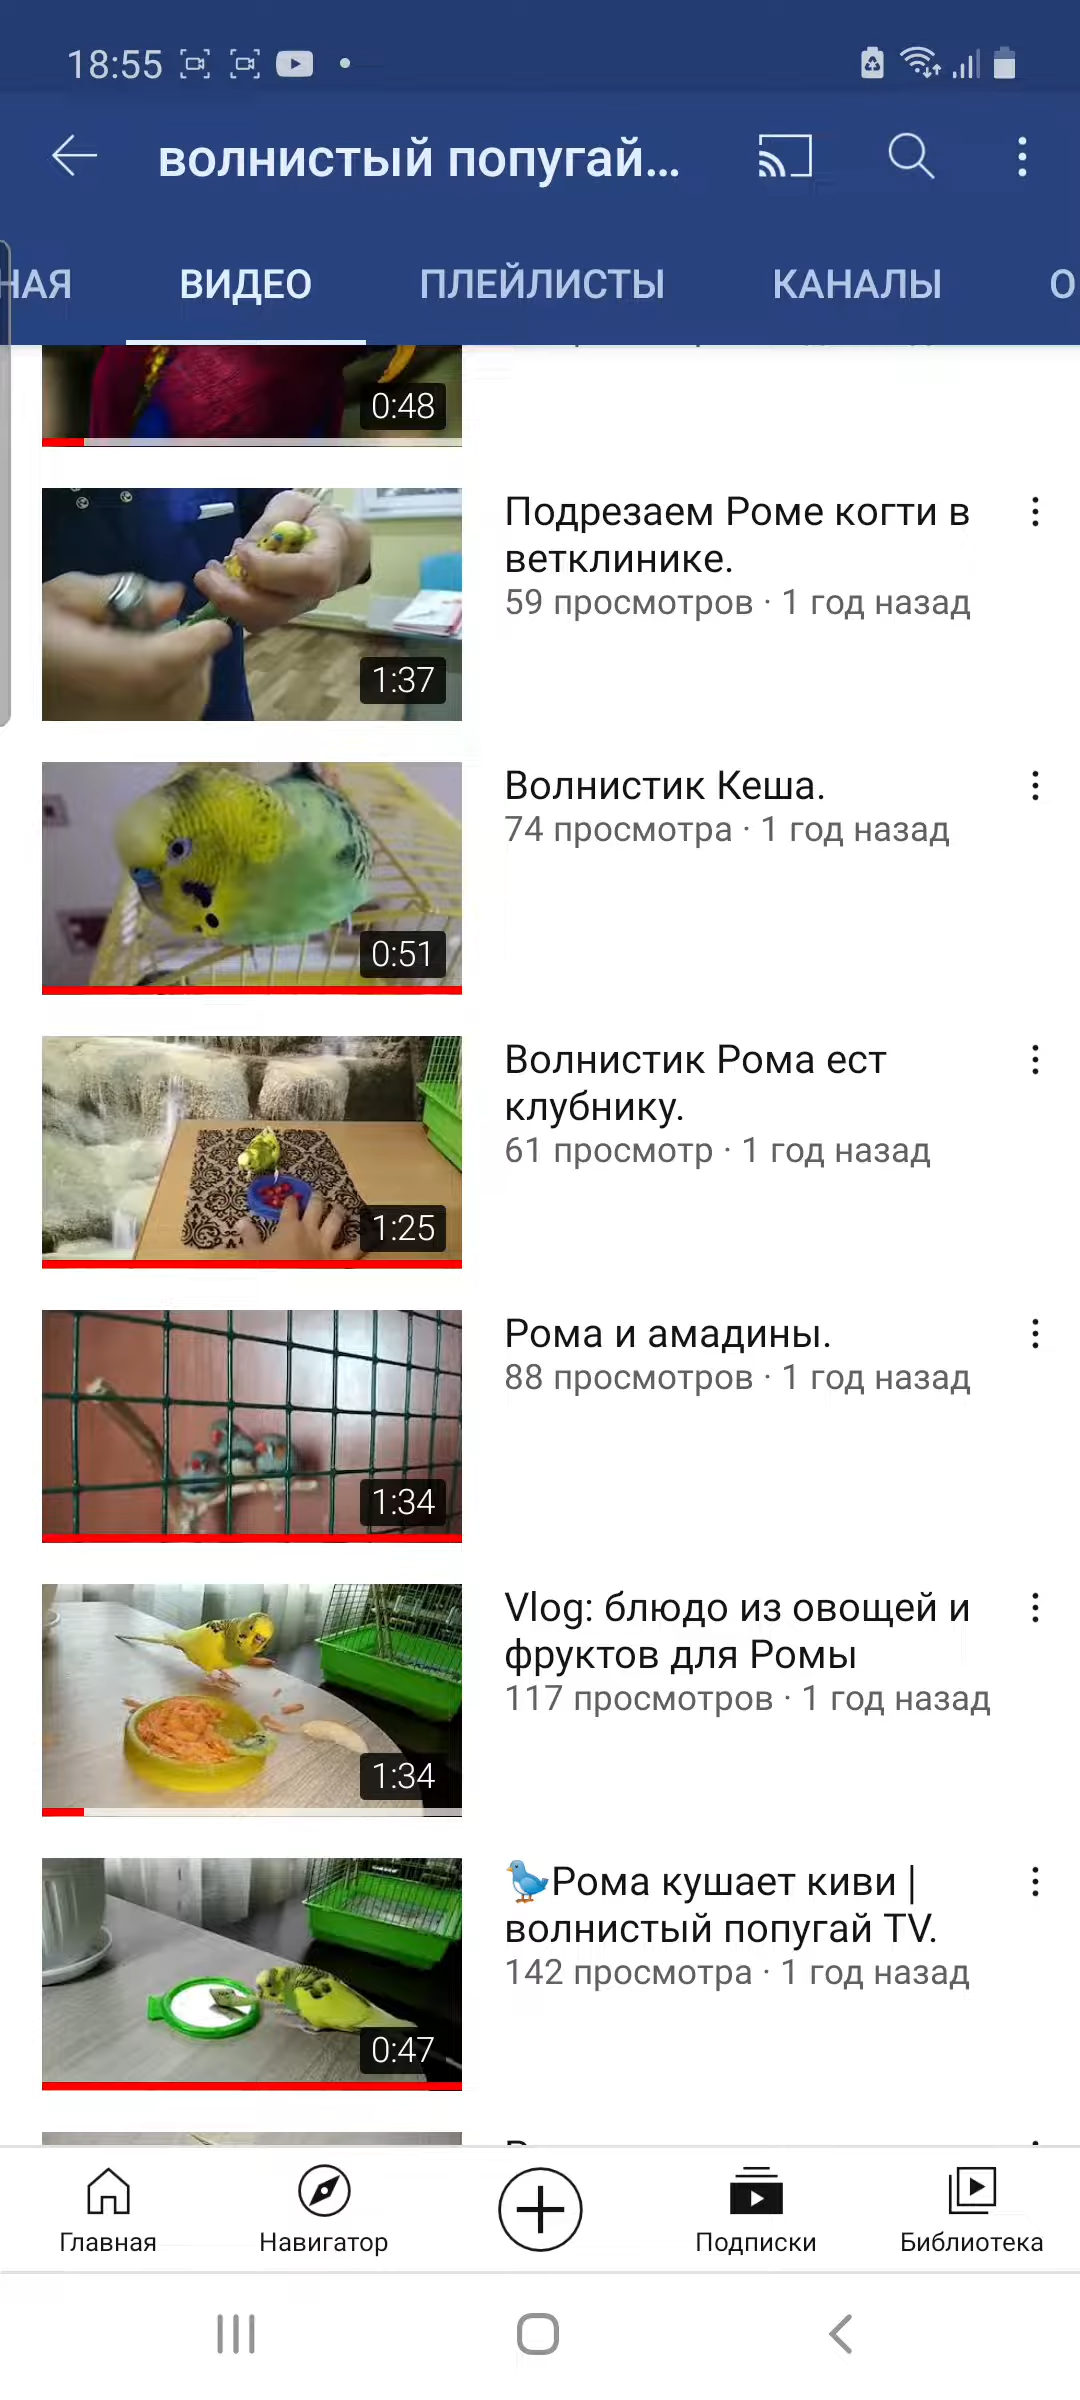 18:55
волнистый попугай...
НАЯ
ВИДЕО
ПЛЕЙЛИСТЫ
КАНАЛЫ
О
0:48
Подрезаем Роме когти в
ветклинике.
59 просмотров · 1 год назад
1:37
Волнистик Кеша.
74 просмотра · 1 год назад
0:51
Волнистик Рома ест
клубнику.
61 просмотр · 1 год назад
1:25
Рома и амадины.
88 просмотров · 1 год назад
1:34
Vlog: блюдо из овощей и
фруктов для Ромы
117 просмотров · 1 год назад
1:34
🐦Рома кушает киви |
волнистый попугай TV.
142 просмотра · 1 год назад
0:47
Главная
Навигатор
Подписки
Библиотека